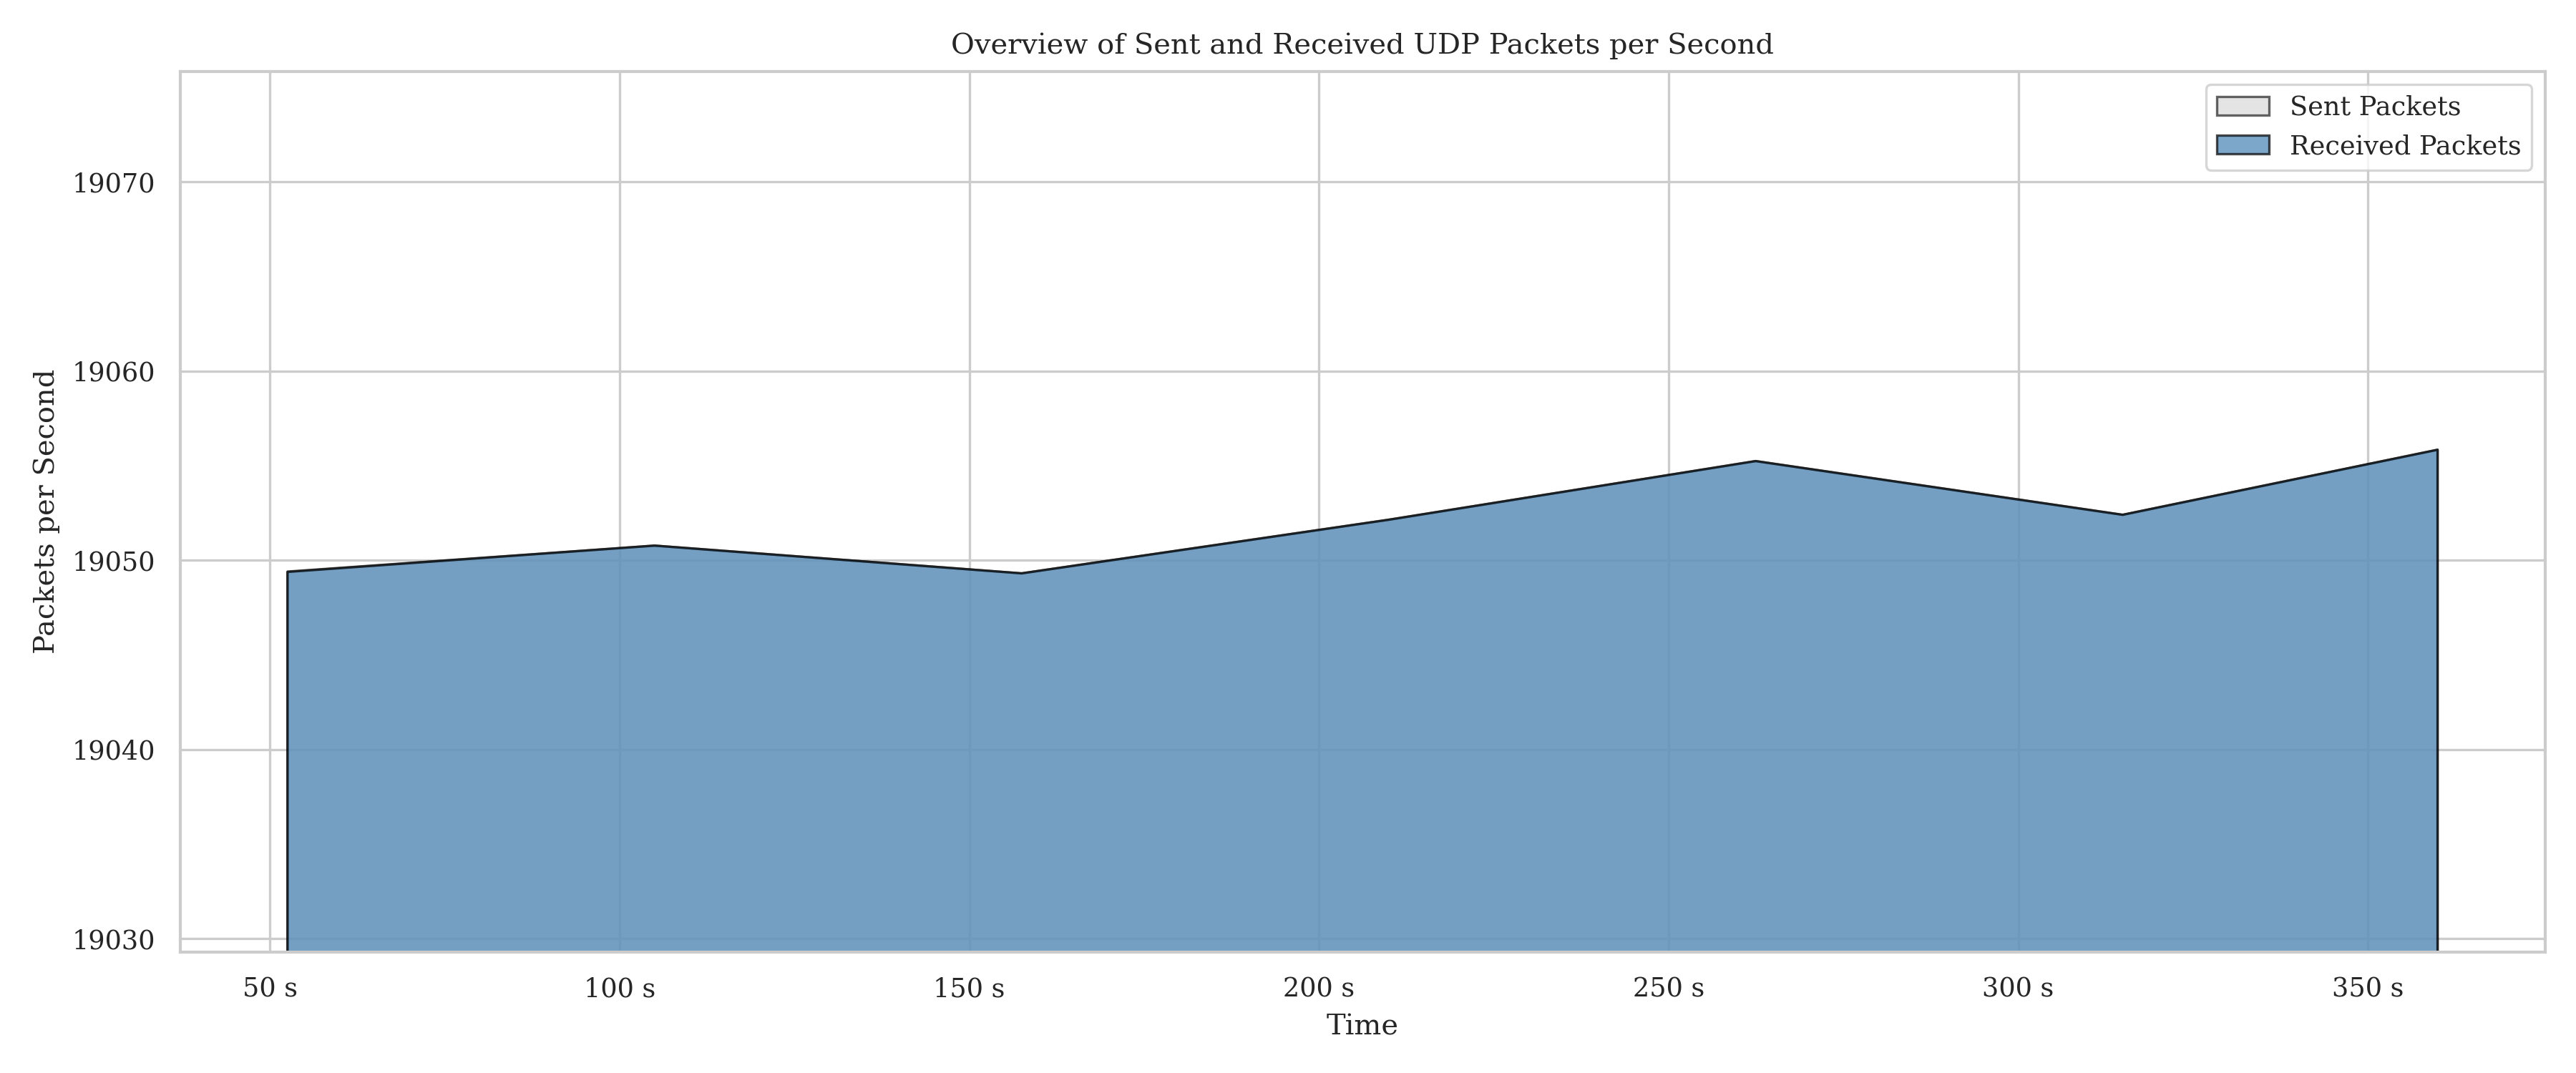 Overview of Sent and Received UDP Packets per Second
Sent Packets
Received Packets
Packets per Second
19070
19060
19050
19040
19030
50 s
100 s
150 s
200 s
250 s
300 s
350 s
Time